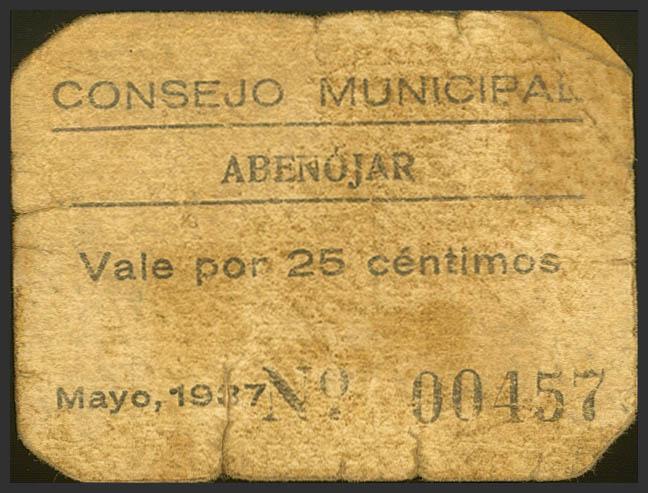 CONSEJO MUNICIPAL
ABENÓJAR
Vale por 25 céntimos
Mayo, 1937 Nº 00457